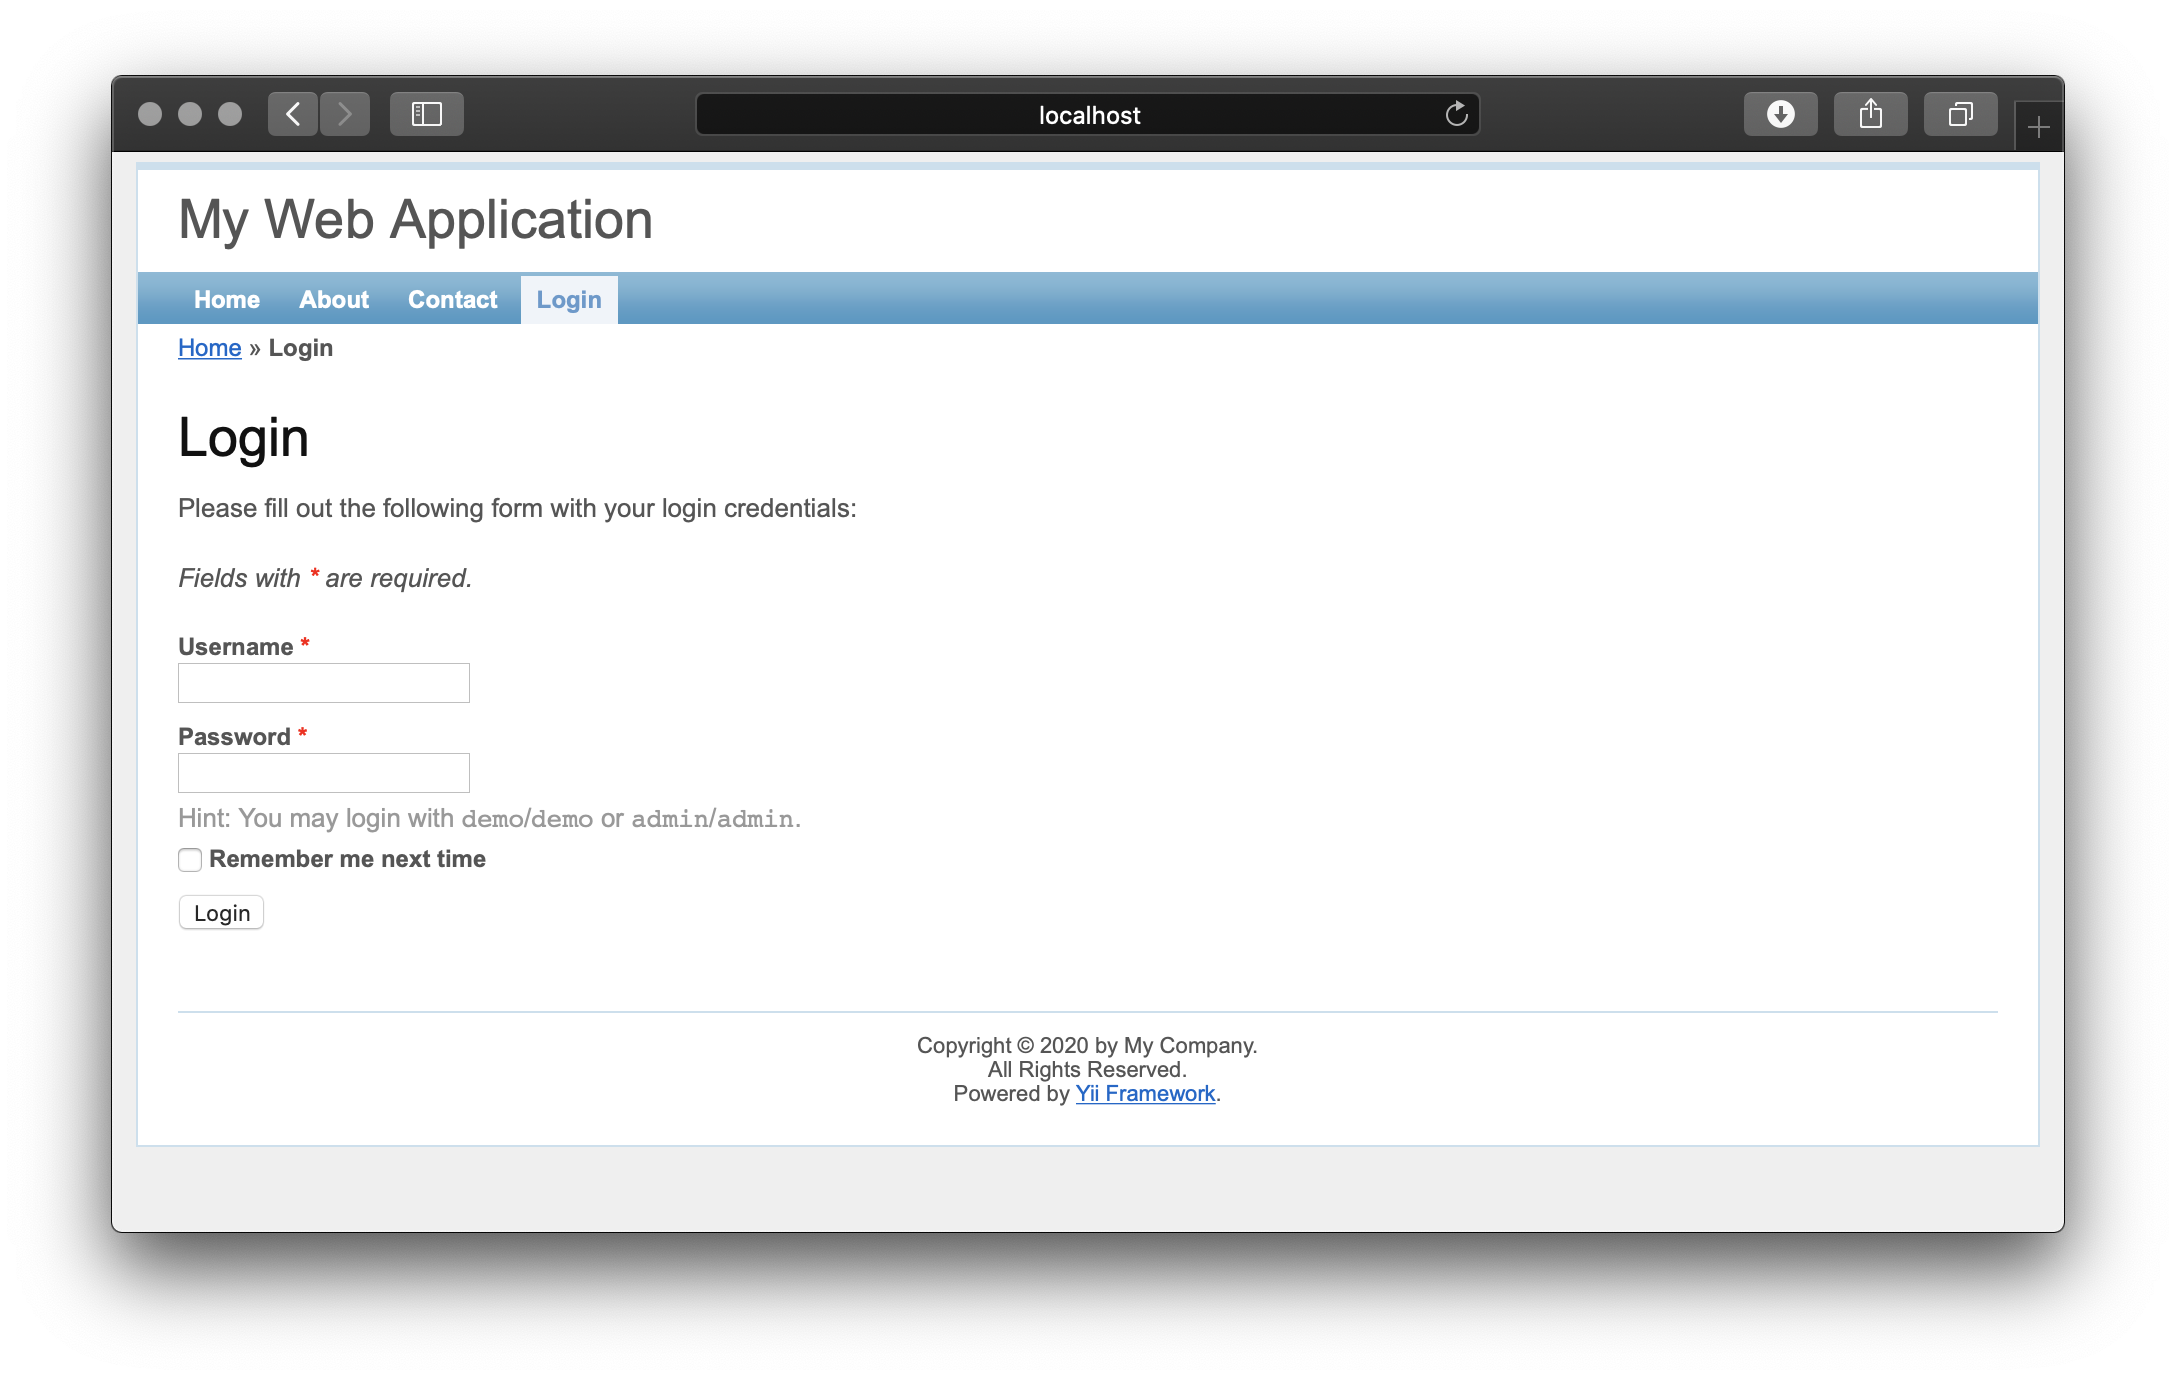 localhost
My Web Application
Home About Contact Login
Home » Login
Login
Please fill out the following form with your login credentials:
Fields with * are required.
Username *
Password *
Hint: You may login with demo/demo or admin/admin.
Remember me next time
Login
Copyright © 2020 by My Company.
All Rights Reserved.
Powered by Yii Framework.